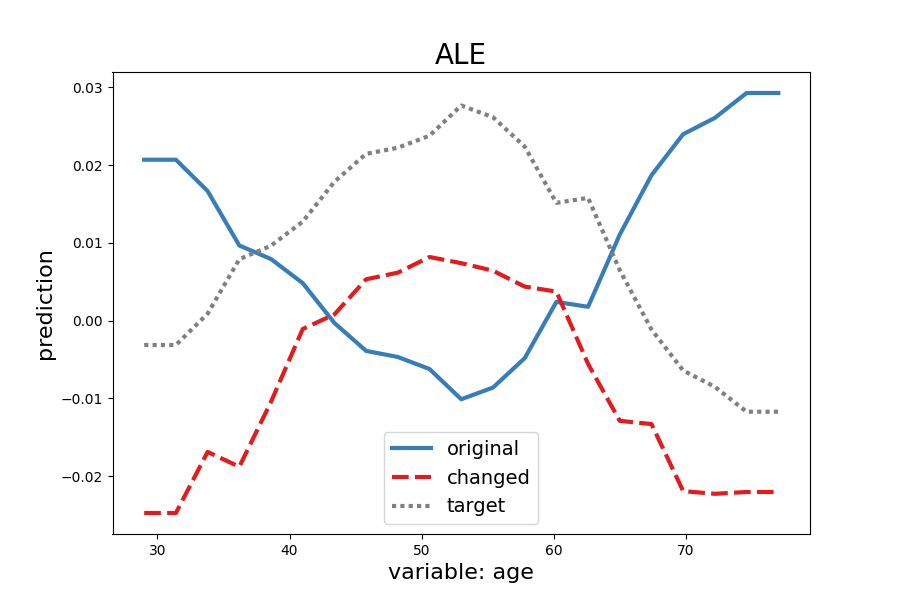 ALE
0.03
0.02
0.01
0.00
−0.01
−0.02
prediction
original
changed
target
30 40 50 60 70
variable: age